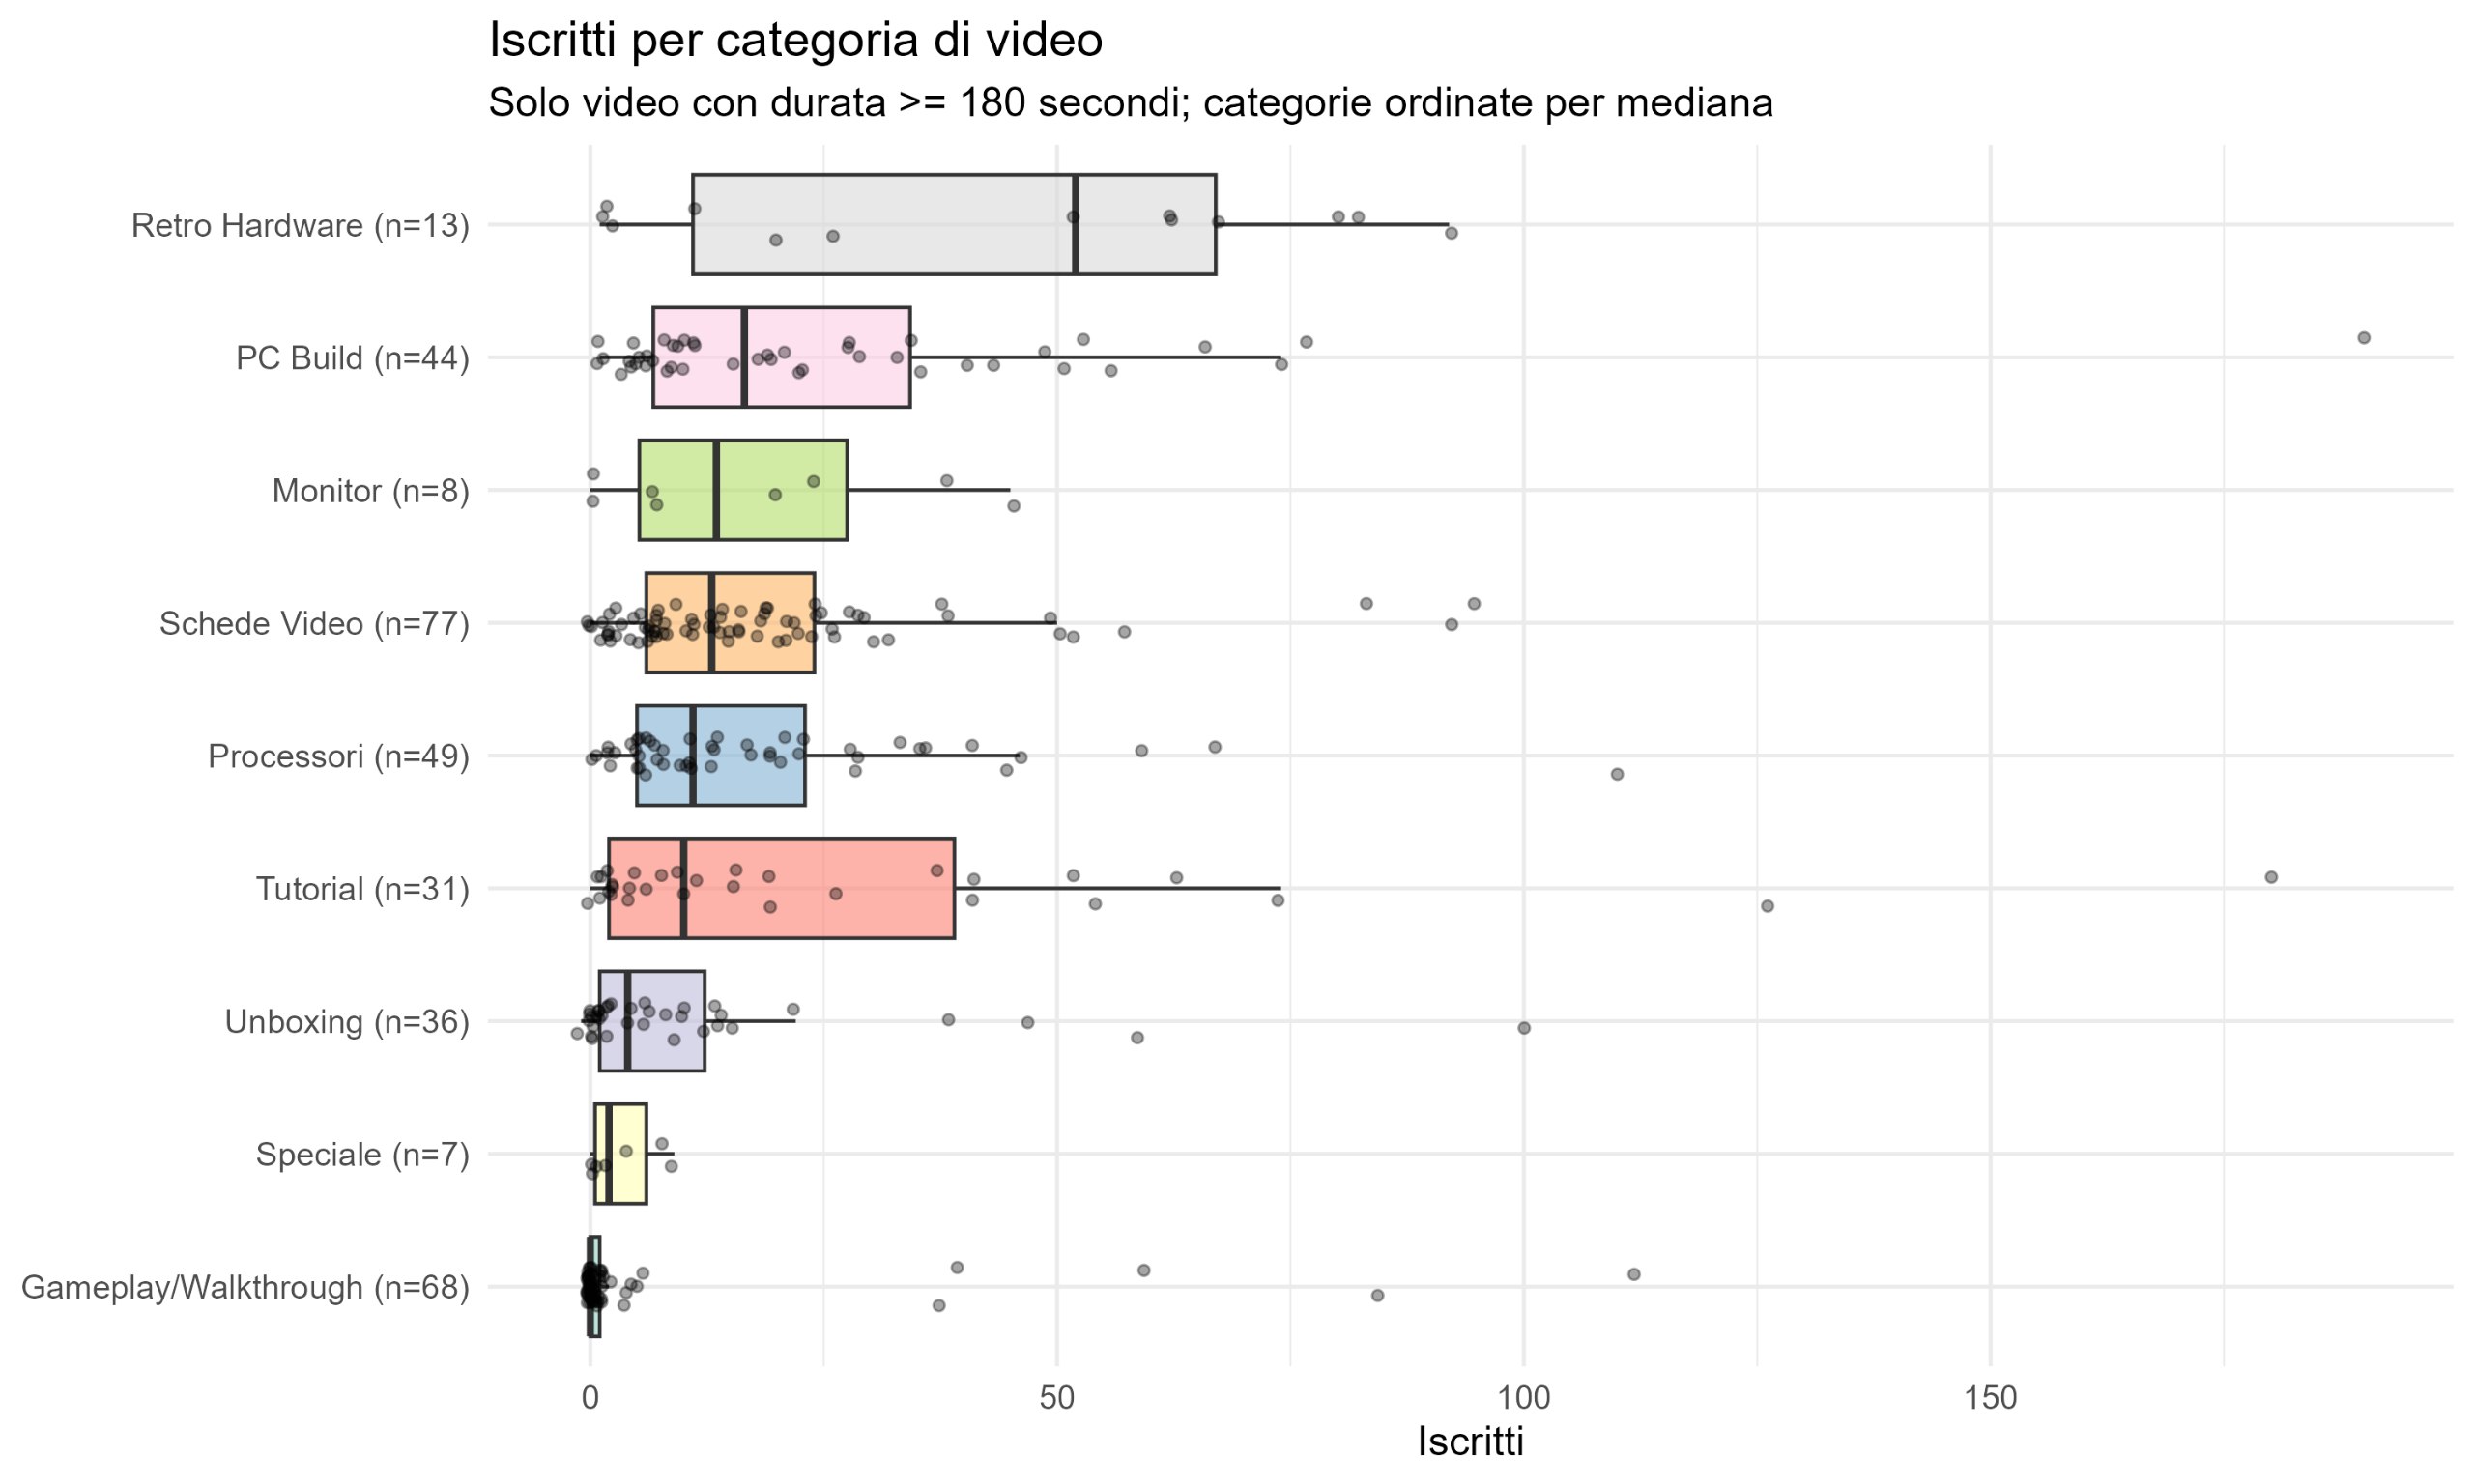 Iscritti per categoria di video
Solo video con durata >= 180 secondi; categorie ordinate per mediana
Retro Hardware (n=13)
PC Build (n=44)
Monitor (n=8)
Schede Video (n=77)
Processori (n=49)
Tutorial (n=31)
Unboxing (n=36)
Speciale (n=7)
Gameplay/Walkthrough (n=68)
0 50 100 150
Iscritti